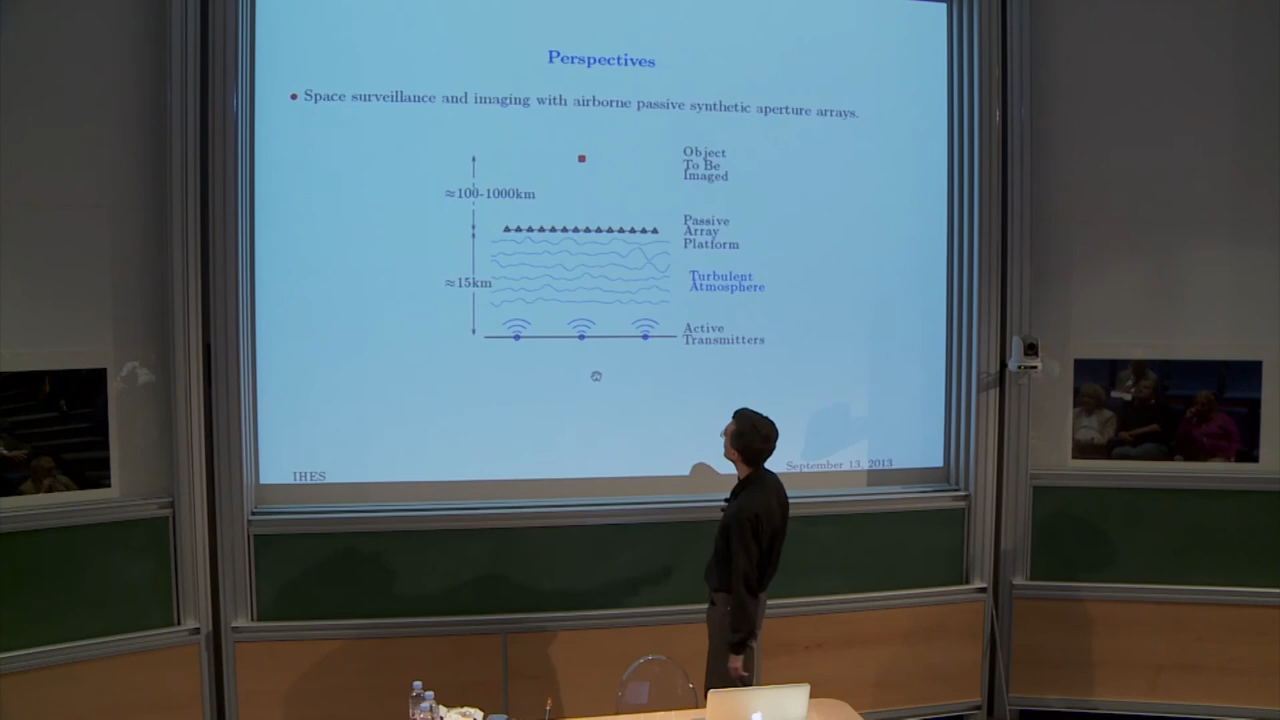 Perspectives
• Space surveillance and imaging with airborne passive synthetic aperture arrays.
Object
To Be
Imaged
≈100-1000km
Passive
Array
Platform
Turbulent
Atmosphere
≈15km
Active
Transmitters
IHES
September 13, 2013